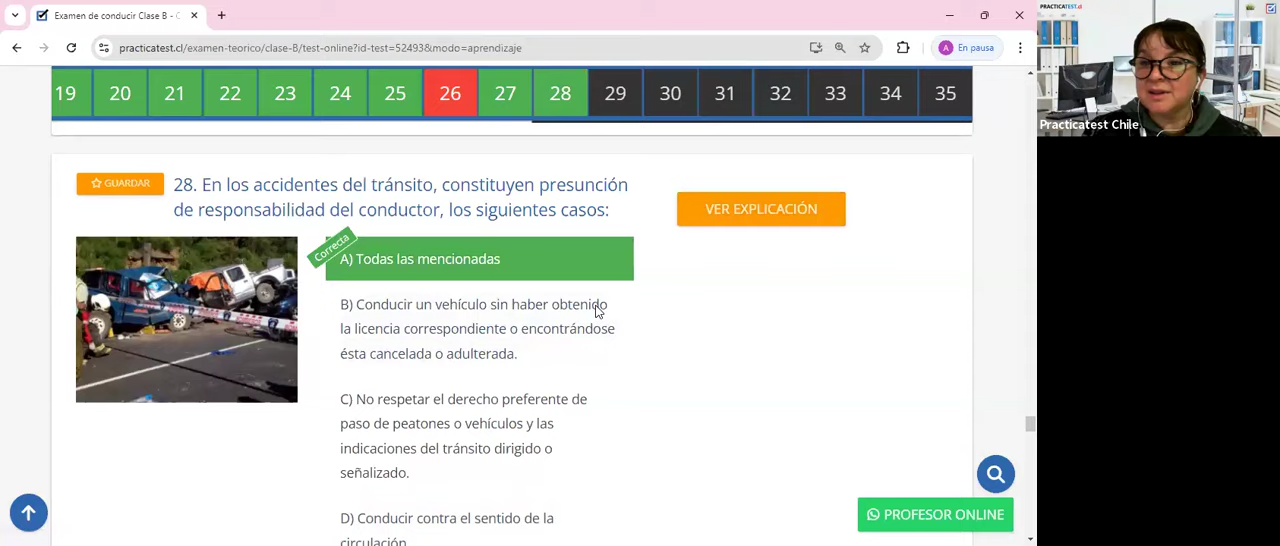 Examen de conducir Clase B - C
practicatest.cl/examen-teorico/clase-B/test-online?id-test=52493&modo=aprendizaje
A
En pausa
PRACTICATEST.cl
Practicatest Chile
19 20 21 22 23 24 25 26 27 28 29 30 31 32 33 34 35
GUARDAR
28. En los accidentes del tránsito, constituyen presunción
de responsabilidad del conductor, los siguientes casos:
VER EXPLICACIÓN
Correcta
A) Todas las mencionadas
B) Conducir un vehículo sin haber obtenido
la licencia correspondiente o encontrándose
ésta cancelada o adulterada.
C) No respetar el derecho preferente de
paso de peatones o vehículos y las
indicaciones del tránsito dirigido o
señalizado.
D) Conducir contra el sentido de la
circulación
PROFESOR ONLINE